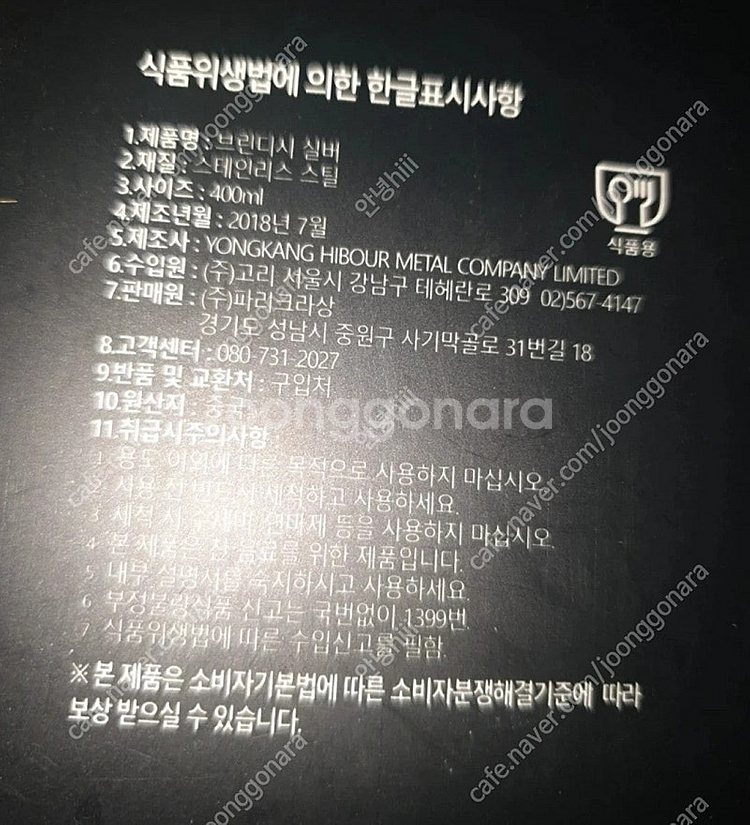 식품위생법에 의한 한글표시사항
1.제품명 : 브린디시 실버
2.재질 : 스테인리스 스틸
3.사이즈 : 400ml
4.제조년월 : 2018년 7월
5.제조사 : YONGKANG HIBOUR METAL COMPANY LIMITED
6.수입원 : (주)고리 서울시 강남구 테헤란로 309 02)567-4147
7.판매원 : (주)파리크라상
경기도 성남시 중원구 사기막골로 31번길 18
8.고객센터 : 080-731-2027
9.반품 및 교환처 : 구입처
10.원산지 : 중국
11.취급시주의사항 :
1 용도 이외에 다른 목적으로 사용하지 마십시오.
2 사용 전 반드시 세척하고 사용하세요.
3 세척 시 연마제 등을 사용하지 마십시오.
4 본 제품은 찬 음료를 위한 제품입니다.
5 내부 설명서를 숙지하시고 사용하세요.
6 부정불량식품 신고는 국번없이 1399번.
7 식품위생법에 따른 수입신고를 필함.
※ 본 제품은 소비자기본법에 따른 소비자분쟁해결기준에 따라
보상 받으실 수 있습니다.
식품용
joonggonara
안녕hiii
cafe.naver.com/joonggonara